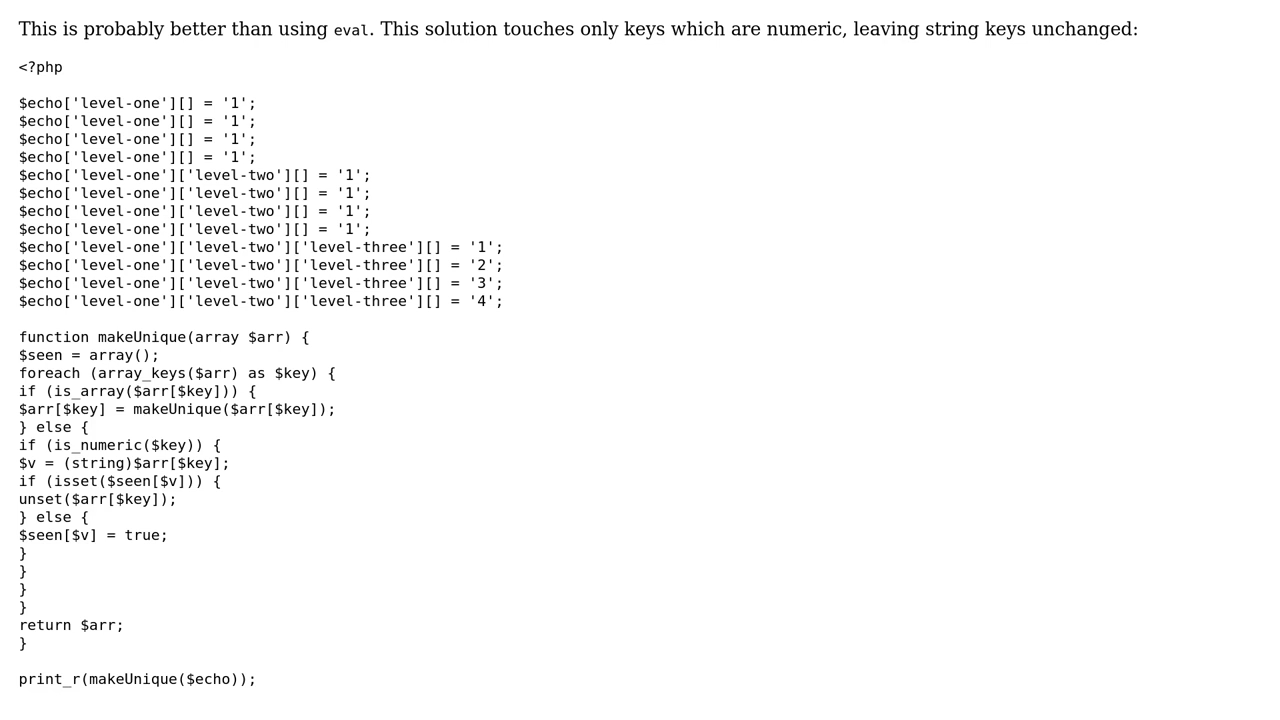 This is probably better than using eval. This solution touches only keys which are numeric, leaving string keys unchanged:
<?php
$echo['level-one'][] = '1';
$echo['level-one'][] = '1';
$echo['level-one'][] = '1';
$echo['level-one'][] = '1';
$echo['level-one']['level-two'][] = '1';
$echo['level-one']['level-two'][] = '1';
$echo['level-one']['level-two'][] = '1';
$echo['level-one']['level-two'][] = '1';
$echo['level-one']['level-two']['level-three'][] = '1';
$echo['level-one']['level-two']['level-three'][] = '2';
$echo['level-one']['level-two']['level-three'][] = '3';
$echo['level-one']['level-two']['level-three'][] = '4';
function makeUnique(array $arr) {
$seen = array();
foreach (array_keys($arr) as $key) {
if (is_array($arr[$key])) {
$arr[$key] = makeUnique($arr[$key]);
} else {
if (is_numeric($key)) {
$v = (string)$arr[$key];
if (isset($seen[$v])) {
unset($arr[$key]);
} else {
$seen[$v] = true;
}
}
}
}
return $arr;
}
print_r(makeUnique($echo));